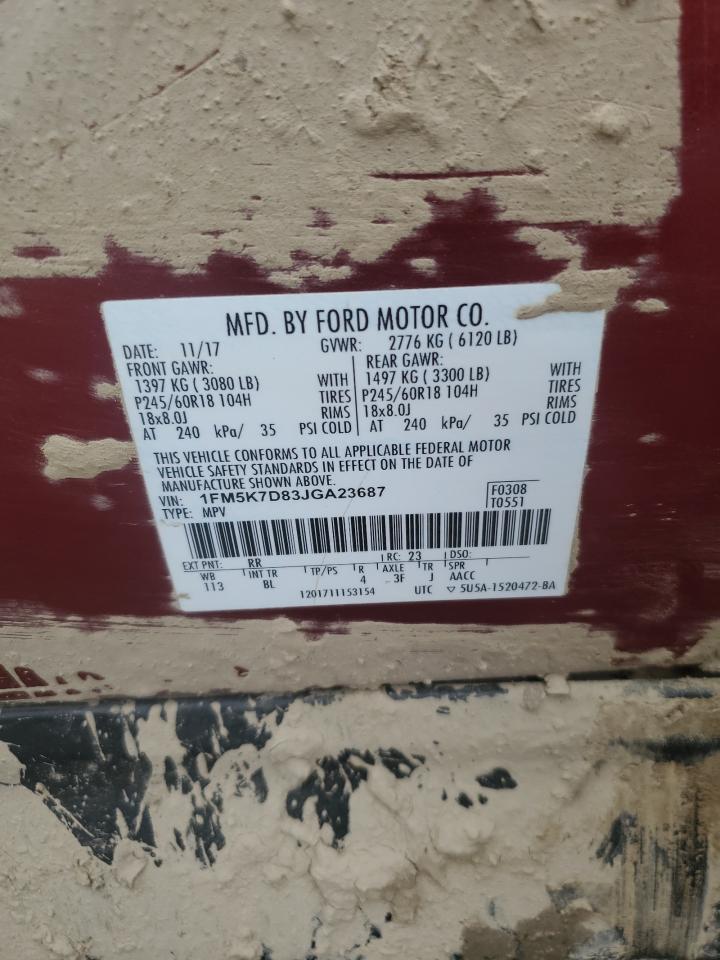 MFD. BY FORD MOTOR CO.
DATE: 11/17 GVWR: 2776 KG ( 6120 LB)
FRONT GAWR: REAR GAWR:
1397 KG ( 3080 LB) WITH 1497 KG ( 3300 LB) WITH
P245/60R18 104H TIRES P245/60R18 104H TIRES
18x8.0J RIMS 18x8.0J RIMS
AT 240 kPa/ 35 PSI COLD AT 240 kPa/ 35 PSI COLD
THIS VEHICLE CONFORMS TO ALL APPLICABLE FEDERAL MOTOR
VEHICLE SAFETY STANDARDS IN EFFECT ON THE DATE OF
MANUFACTURE SHOWN ABOVE.
VIN: 1FM5K7D83JGA23687 F0308
TYPE: MPV T0551
EXT PNT: RR RC: 23 DSO:
WB INT TR TP/PS R AXLE TR SPR
113 BL 4 3F J AACC
1201711153154 UTC ▽ 5U5A-1520472-BA